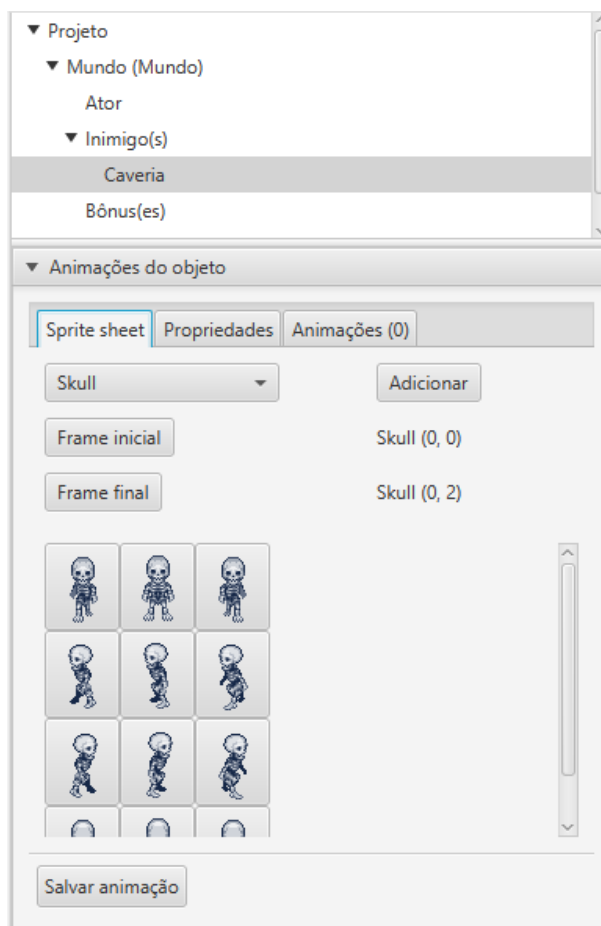 Projeto
Mundo (Mundo)
Ator
Inimigo(s)
Caveria
Bônus(es)
Animações do objeto
Sprite sheet Propriedades Animações (0)
Skull Adicionar
Frame inicial Skull (0, 0)
Frame final Skull (0, 2)
Salvar animação